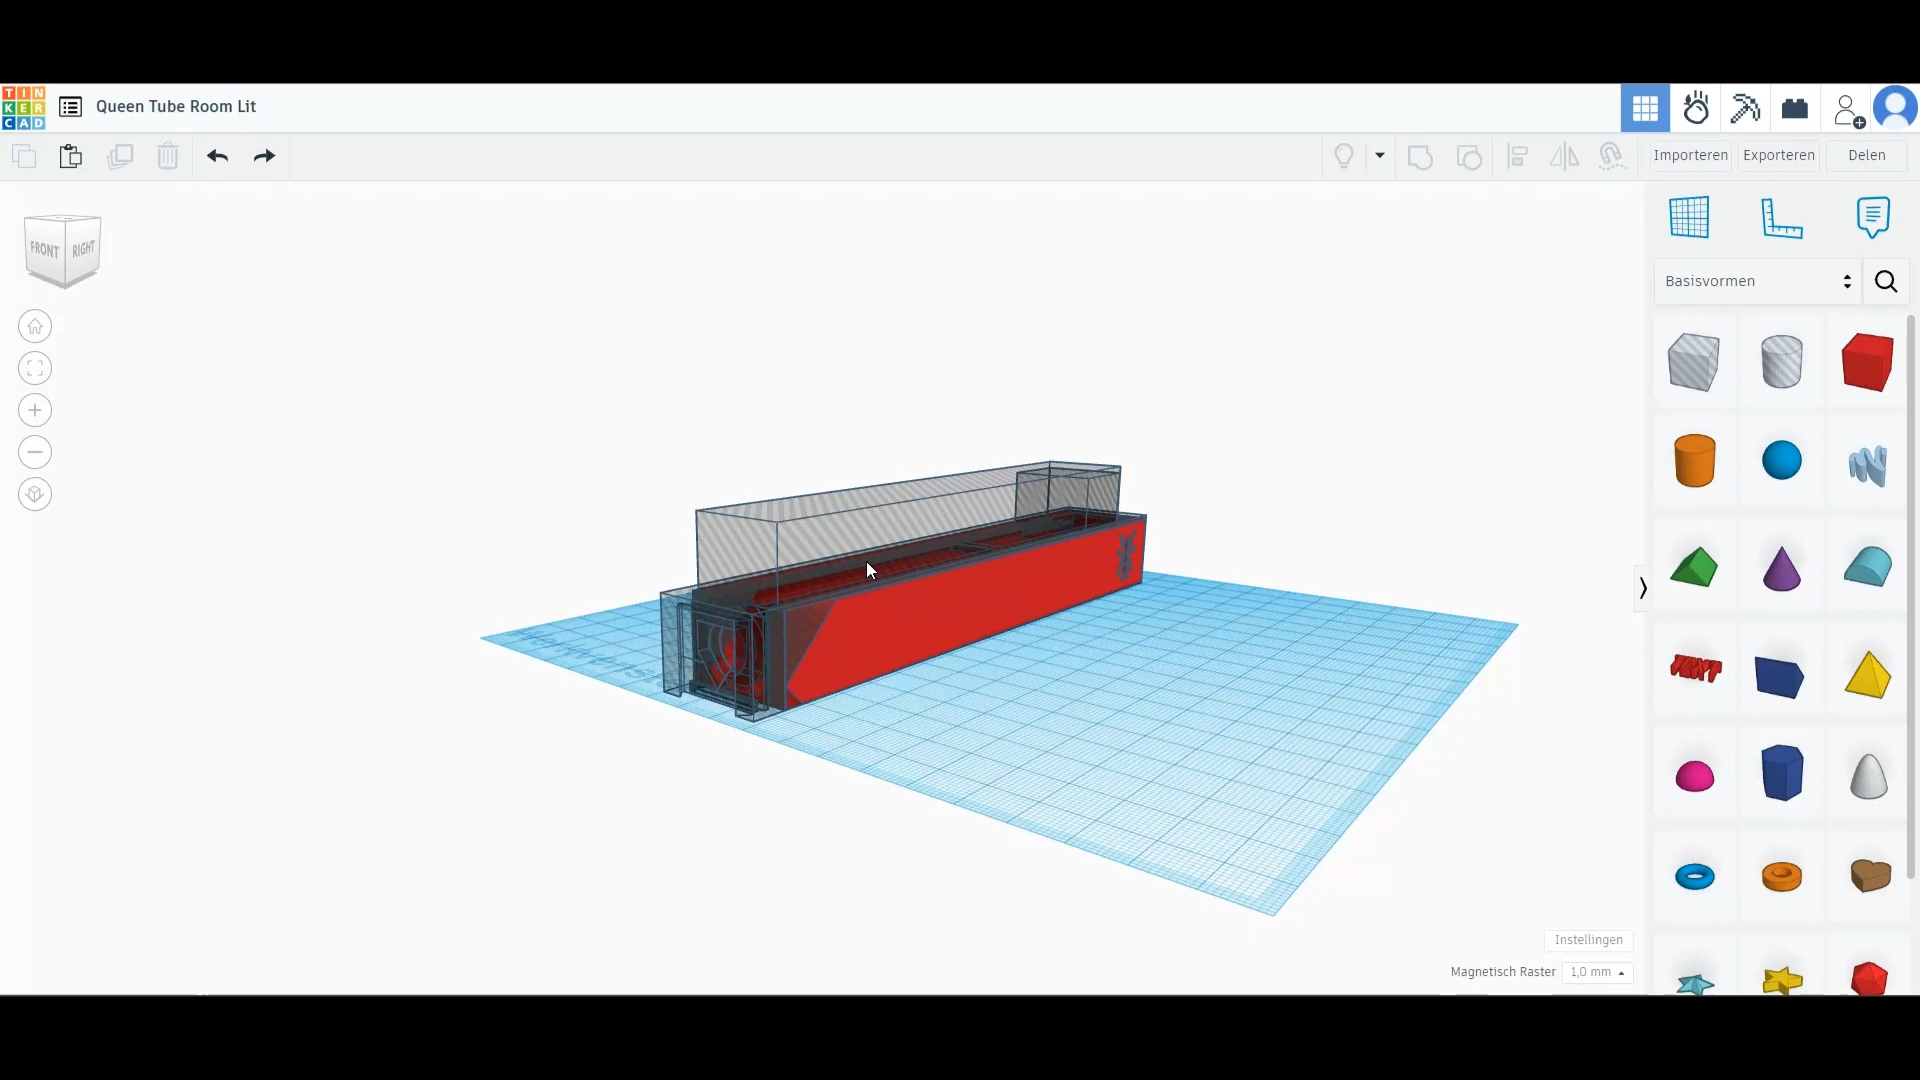 TIN
KER
CAD
Queen Tube Room Lit
Importeren
Exporteren
Delen
FRONT
RIGHT
Basisvormen
TEXT
Instellingen
Magnetisch Raster
1,0 mm